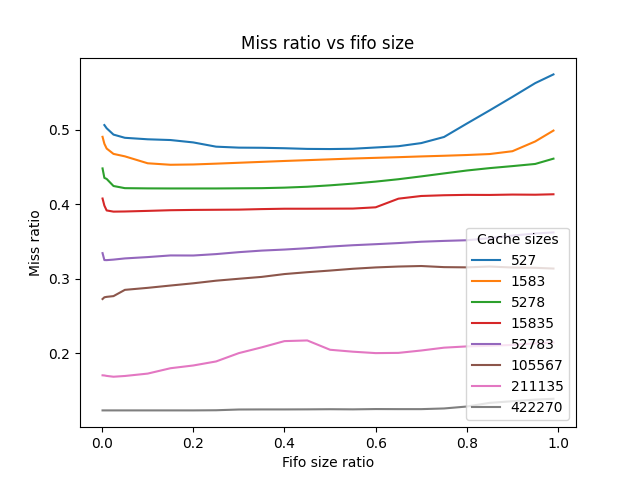 Miss ratio vs fifo size
Miss ratio
0.5
0.4
0.3
0.2
0.0 0.2 0.4 0.6 0.8 1.0
Fifo size ratio
Cache sizes
527
1583
5278
15835
52783
105567
211135
422270